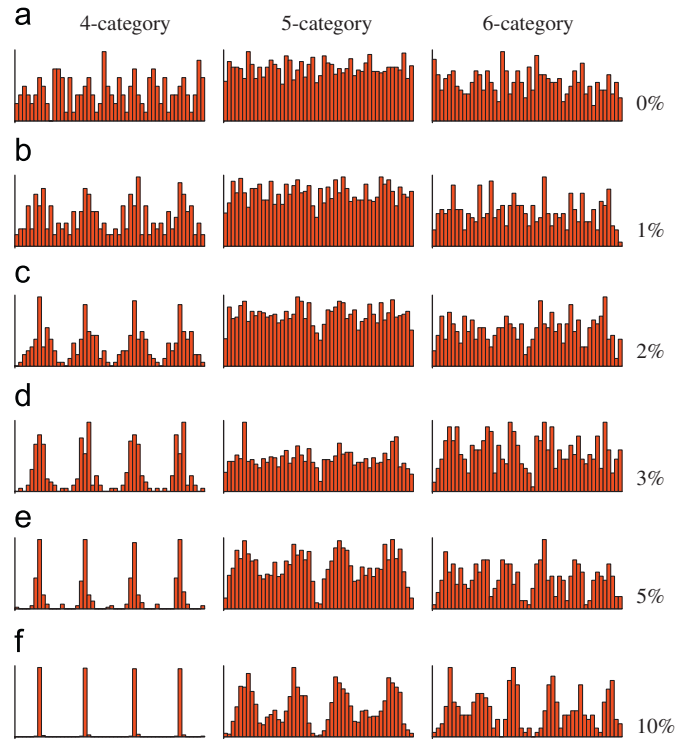 a
4-category 5-category 6-category
0%
b
1%
c
2%
d
3%
e
5%
f
10%